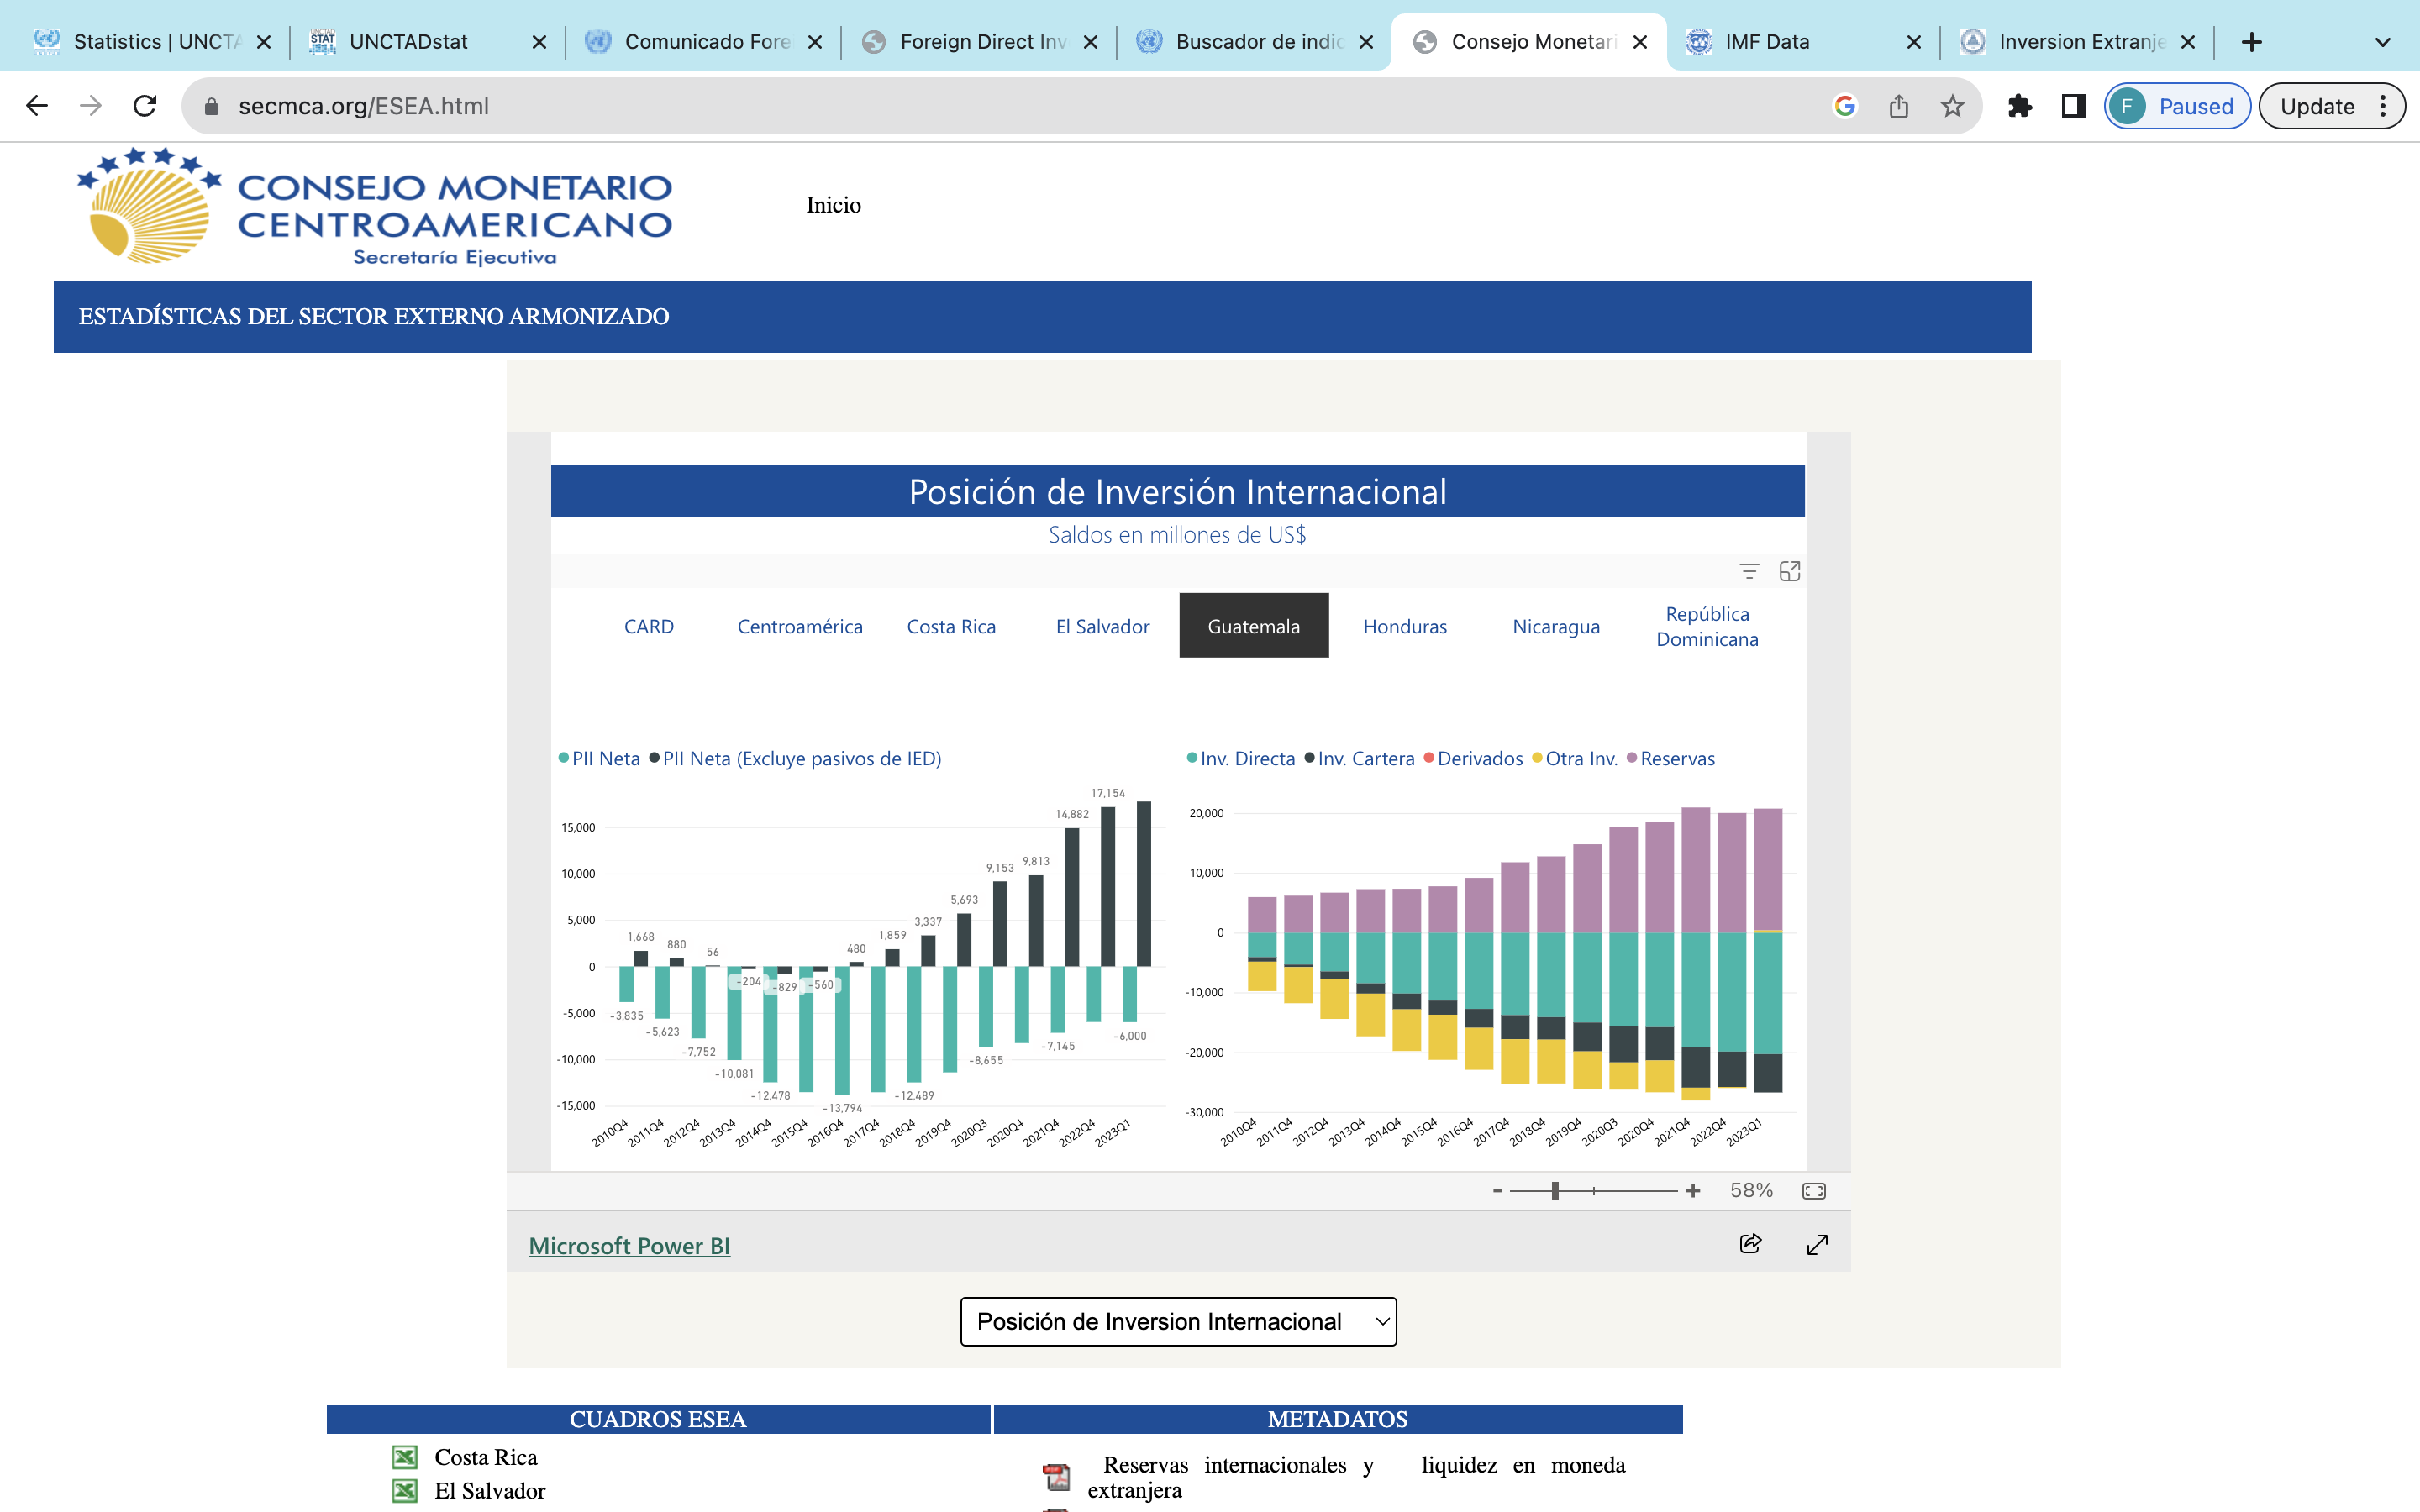 Statistics | UNCTA
UNCTADstat
Comunicado Fore
Foreign Direct Inv
Buscador de indic
Consejo Monetari
IMF Data
Inversion Extranje
secmca.org/ESEA.html
F Paused
Update
CONSEJO MONETARIO
CENTROAMERICANO
Secretaría Ejecutiva
Inicio
ESTADÍSTICAS DEL SECTOR EXTERNO ARMONIZADO
Posición de Inversión Internacional
Saldos en millones de US$
CARD
Centroamérica
Costa Rica
El Salvador
Guatemala
Honduras
Nicaragua
República
Dominicana
PII Neta PII Neta (Excluye pasivos de IED)
17,154
14,882
15,000
10,000
9,153 9,813
5,693
5,000
3,337
1,859
1,668 880 56 480
0
-204 -829 -560
-5,000
-3,835 -5,623 -7,752
-10,000
-10,081 -12,478
-13,794 -12,489
-8,655 -7,145 -6,000
-15,000
2010Q4 2011Q4 2012Q4 2013Q4 2014Q4 2015Q4 2016Q4 2017Q4 2018Q4 2019Q4 2020Q3 2020Q4 2021Q4 2022Q4 2023Q1
Inv. Directa Inv. Cartera Derivados Otra Inv. Reservas
20,000
10,000
0
-10,000
-20,000
-30,000
2010Q4 2011Q4 2012Q4 2013Q4 2014Q4 2015Q4 2016Q4 2017Q4 2018Q4 2019Q4 2020Q3 2020Q4 2021Q4 2022Q4 2023Q1
- + 58%
Microsoft Power BI
Posición de Inversion Internacional
CUADROS ESEA
Costa Rica
El Salvador
METADATOS
Reservas internacionales y liquidez en moneda
extranjera